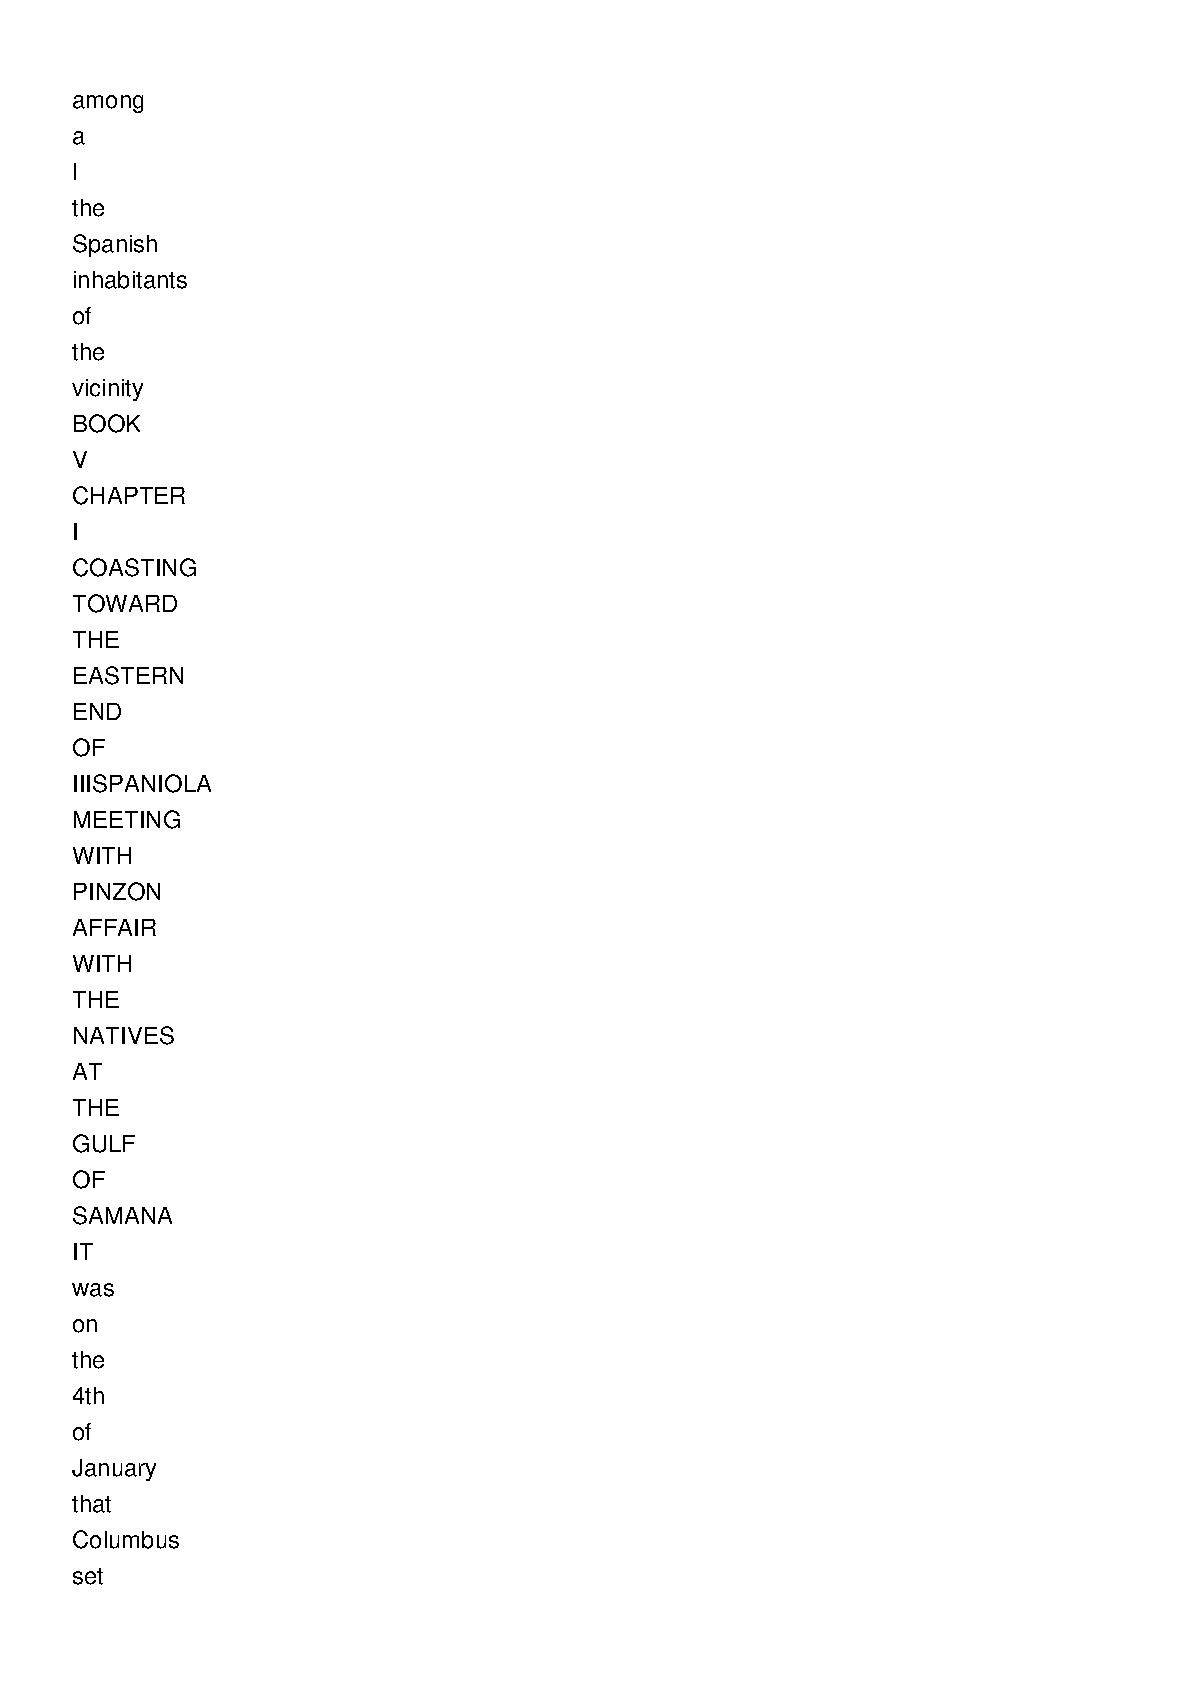 among
a
l
the
Spanish
inhabitants
of
the
vicinity
BOOK
V
CHAPTER
I
COASTING
TOWARD
THE
EASTERN
END
OF
IIISPANIOLA
MEETING
WITH
PINZON
AFFAIR
WITH
THE
NATIVES
AT
THE
GULF
OF
SAMANA
IT
was
on
the
4th
of
January
that
Columbus
set